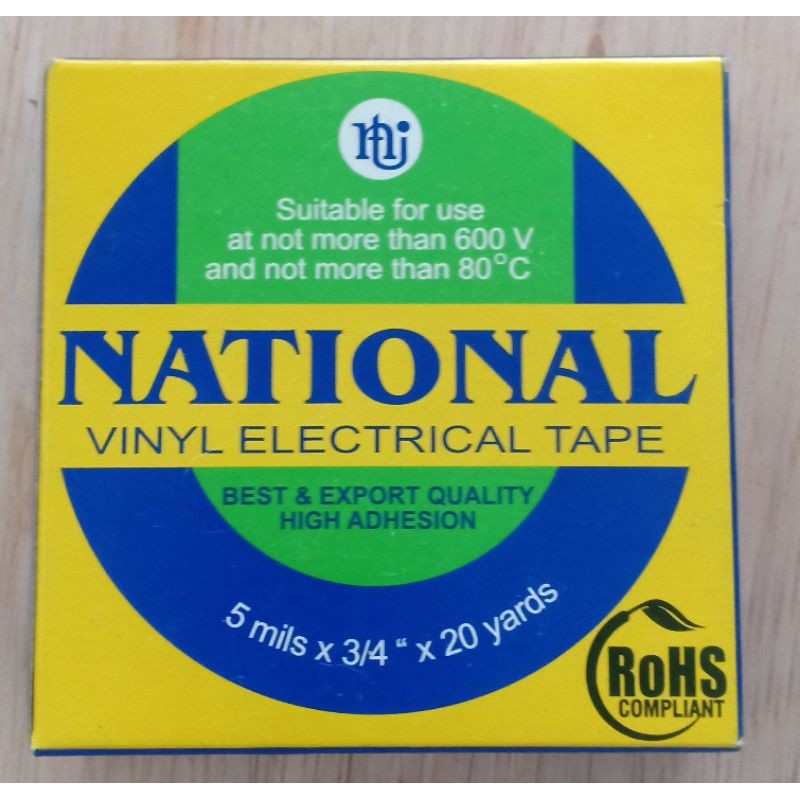 Suitable for use
at not more than 600 V
and not more than 80°C
NATIONAL
VINYL ELECTRICAL TAPE
BEST & EXPORT QUALITY
HIGH ADHESION
5 mils x 3/4 “ x 20 yards
RoHS
COMPLIANT